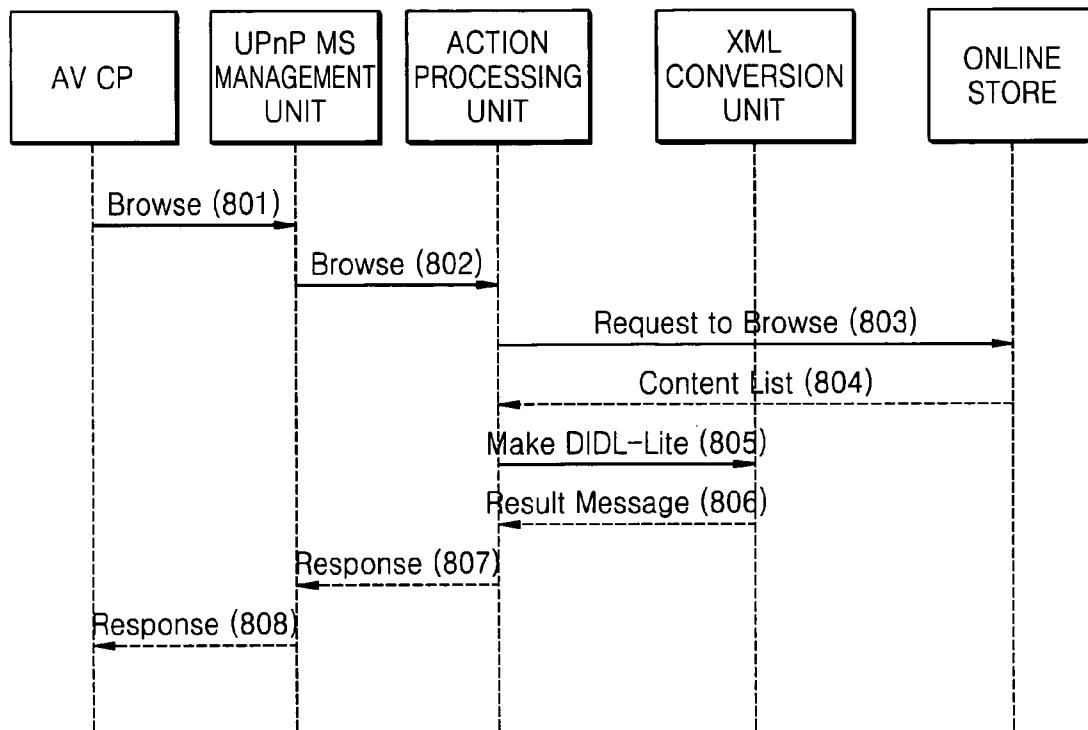 AV CP
UPnP MS
MANAGEMENT
UNIT
ACTION
PROCESSING
UNIT
XML
CONVERSION
UNIT
ONLINE
STORE
Browse (801)
Browse (802)
Request to Browse (803)
Content List (804)
Make DIDL-Lite (805)
Result Message (806)
Response (807)
Response (808)